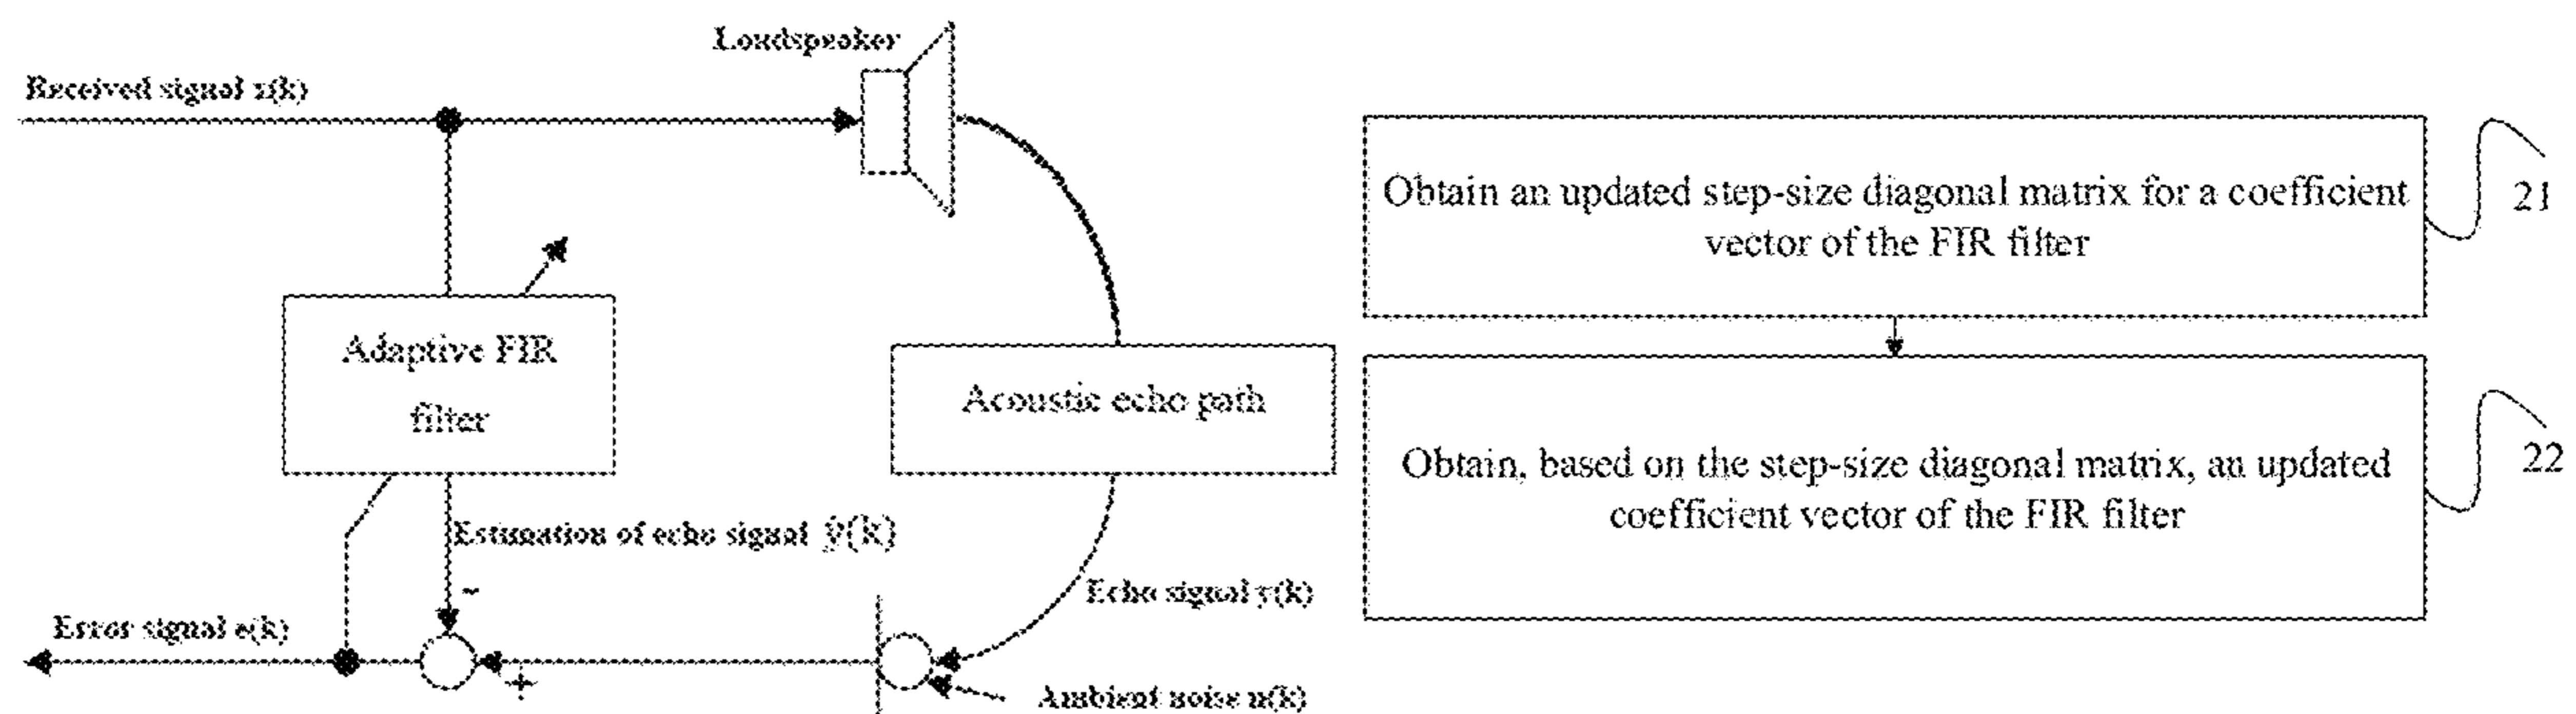 Loudspeaker
Received signal x(k)
Adaptive FIR
filter
Acoustic echo path
Estimation of echo signal ŷ(k)
-
Echo signal y(k)
Error signal e(k)
+
Ambient noise n(k)
Obtain an updated step-size diagonal matrix for a coefficient
vector of the FIR filter
21
Obtain, based on the step-size diagonal matrix, an updated
coefficient vector of the FIR filter
22